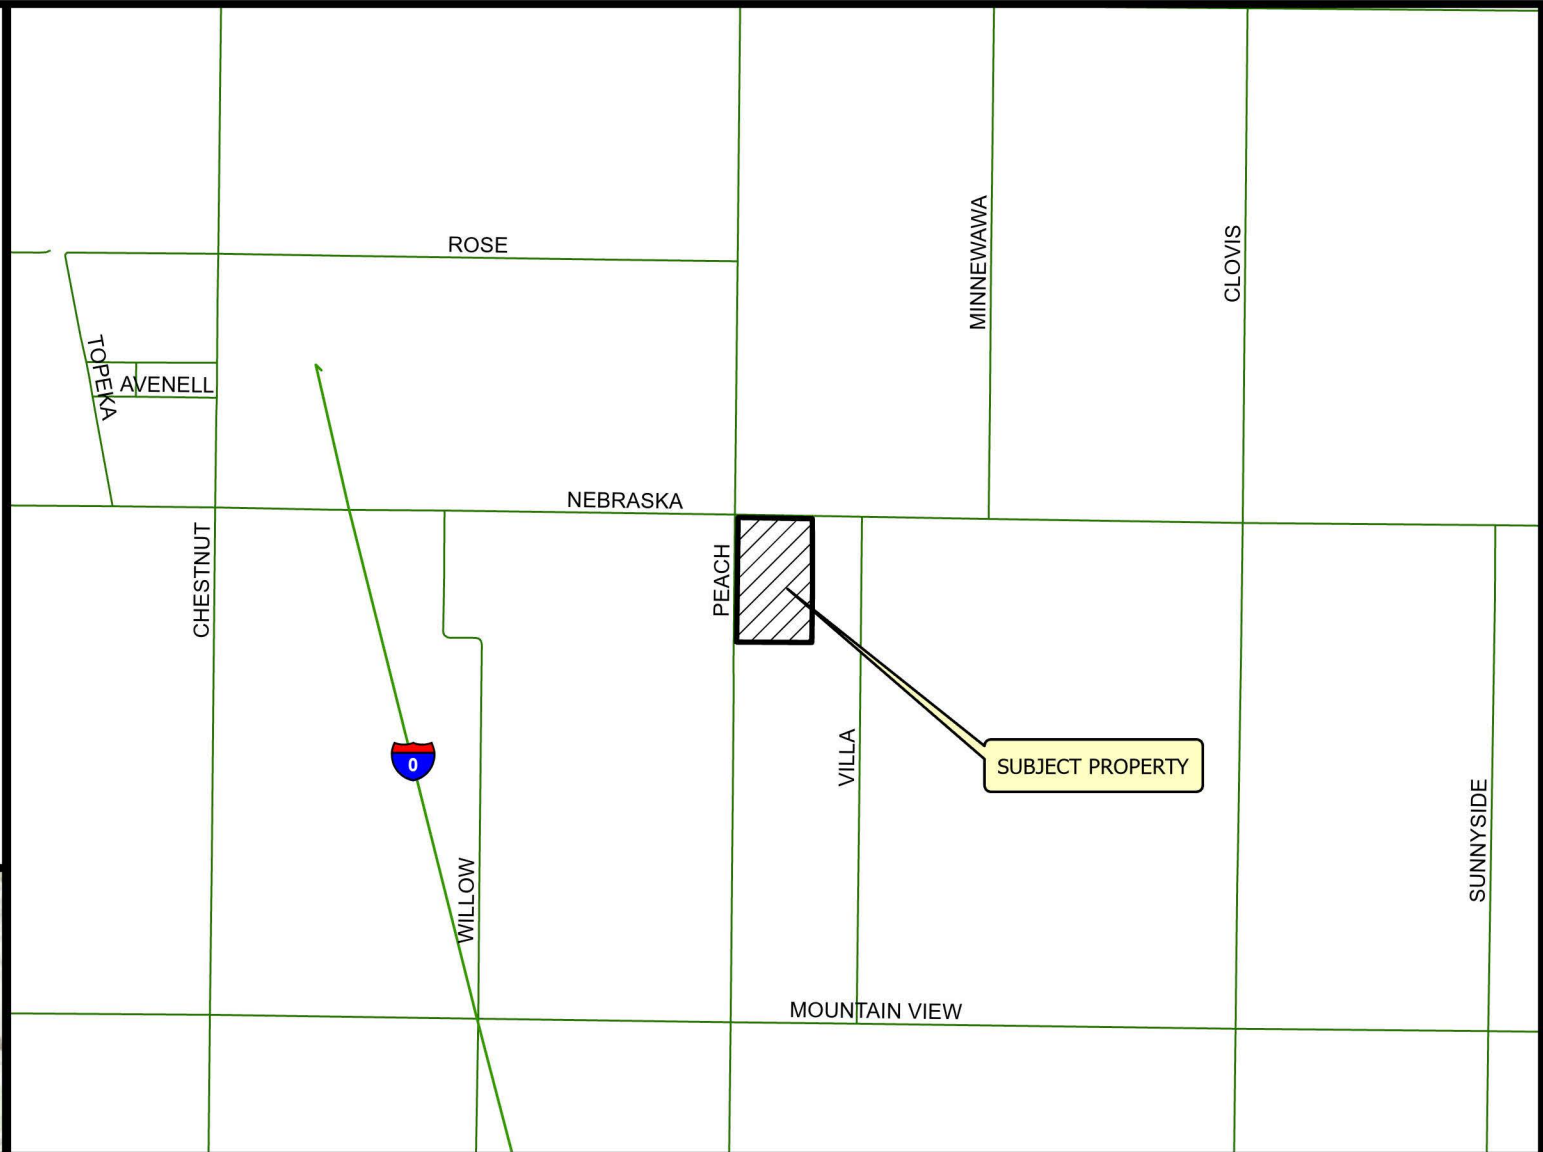 ROSE
MINNEWAWA
CLOVIS
TOPEKA
AVENELL
NEBRASKA
CHESTNUT
PEACH
VILLA
0
SUBJECT PROPERTY
WILLOW
SUNNYSIDE
MOUNTAIN VIEW